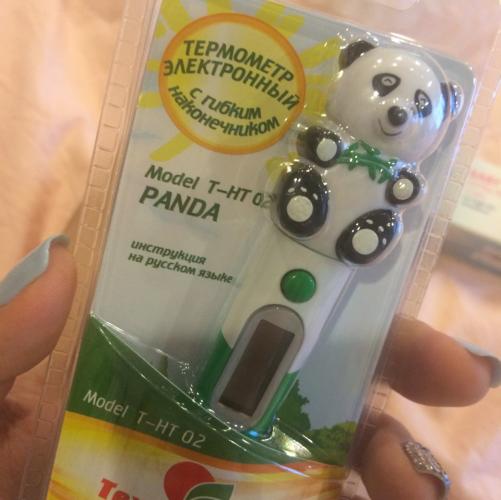 ТЕРМОМЕТР
ЭЛЕКТРОННЫЙ
с гибким
наконечником
Model T-HT 02
PANDA
инструкция
на русском языке
Model T-HT 02